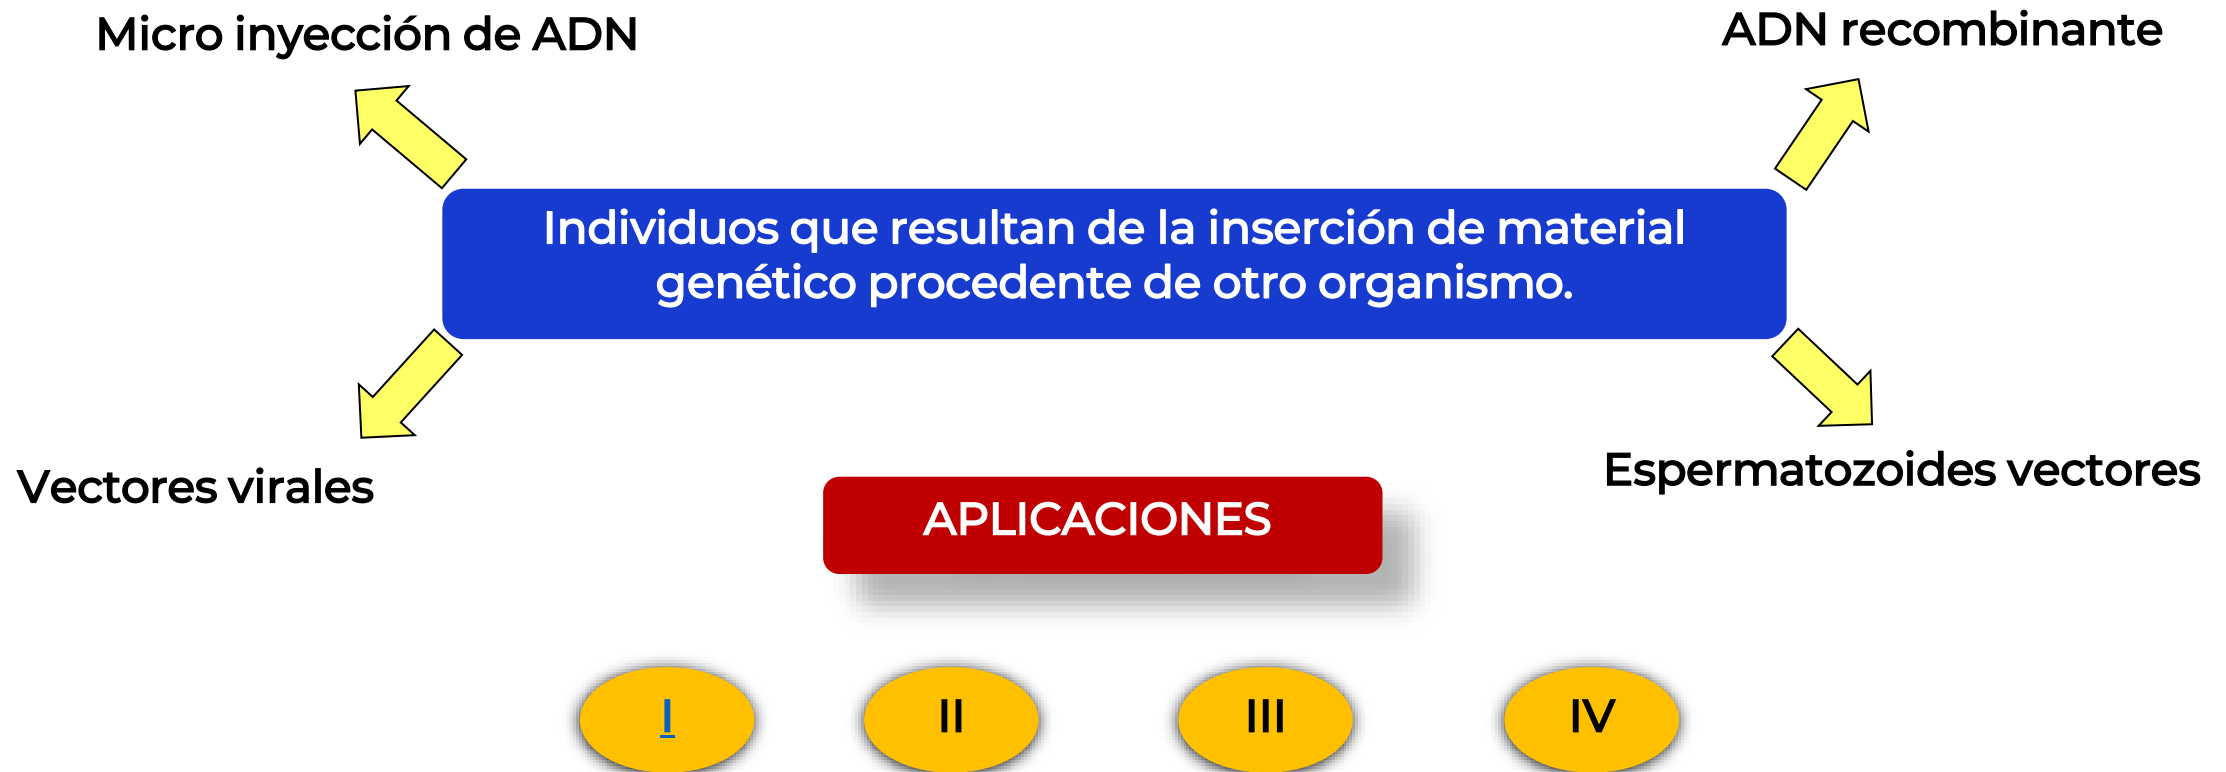 Micro inyección de ADN
ADN recombinante
Individuos que resultan de la inserción de material
genético procedente de otro organismo.
Vectores virales
Espermatozoides vectores
APLICACIONES
I
II
III
IV